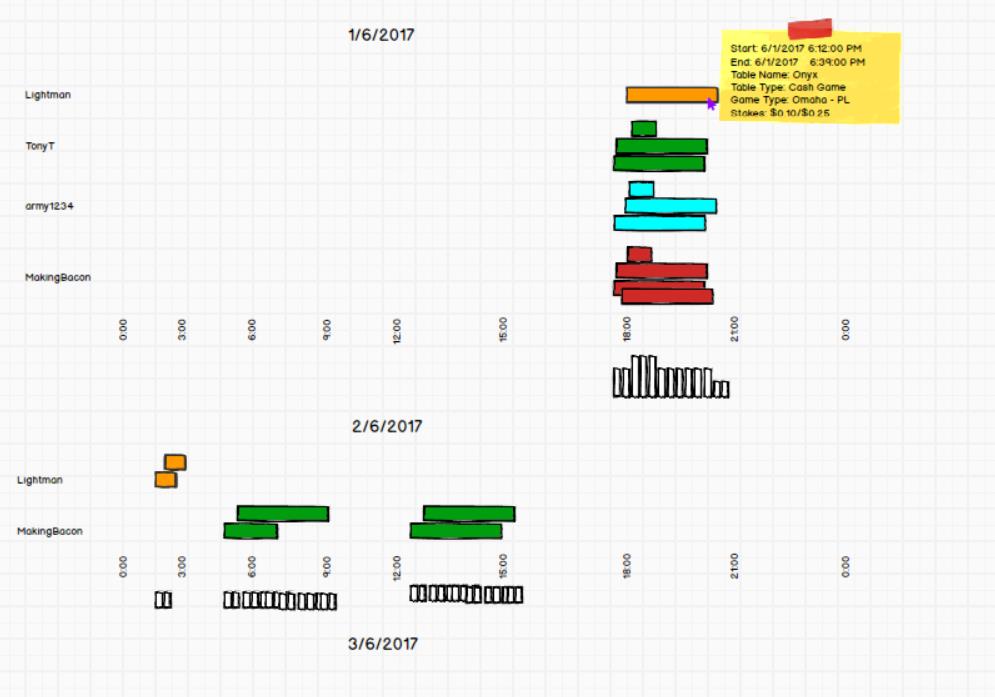 1/6/2017
Start: 6/1/2017 6:12:00 PM
End: 6/1/2017 6:39:00 PM
Table Name: Onyx
Table Type: Cash Game
Game Type: Omaha - PL
Stakes: $0.10/$0.25
Lightman
TonyT
army1234
MakingBacon
0:00 3:00 6:00 9:00 12:00 15:00 18:00 21:00 0:00
2/6/2017
Lightman
MakingBacon
0:00 3:00 6:00 9:00 12:00 15:00 18:00 21:00 0:00
3/6/2017